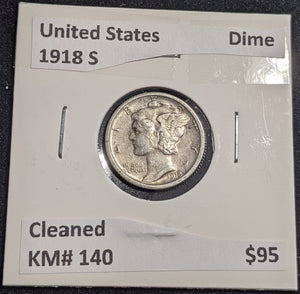 United States Dime
1918 S
Cleaned
KM# 140 $95